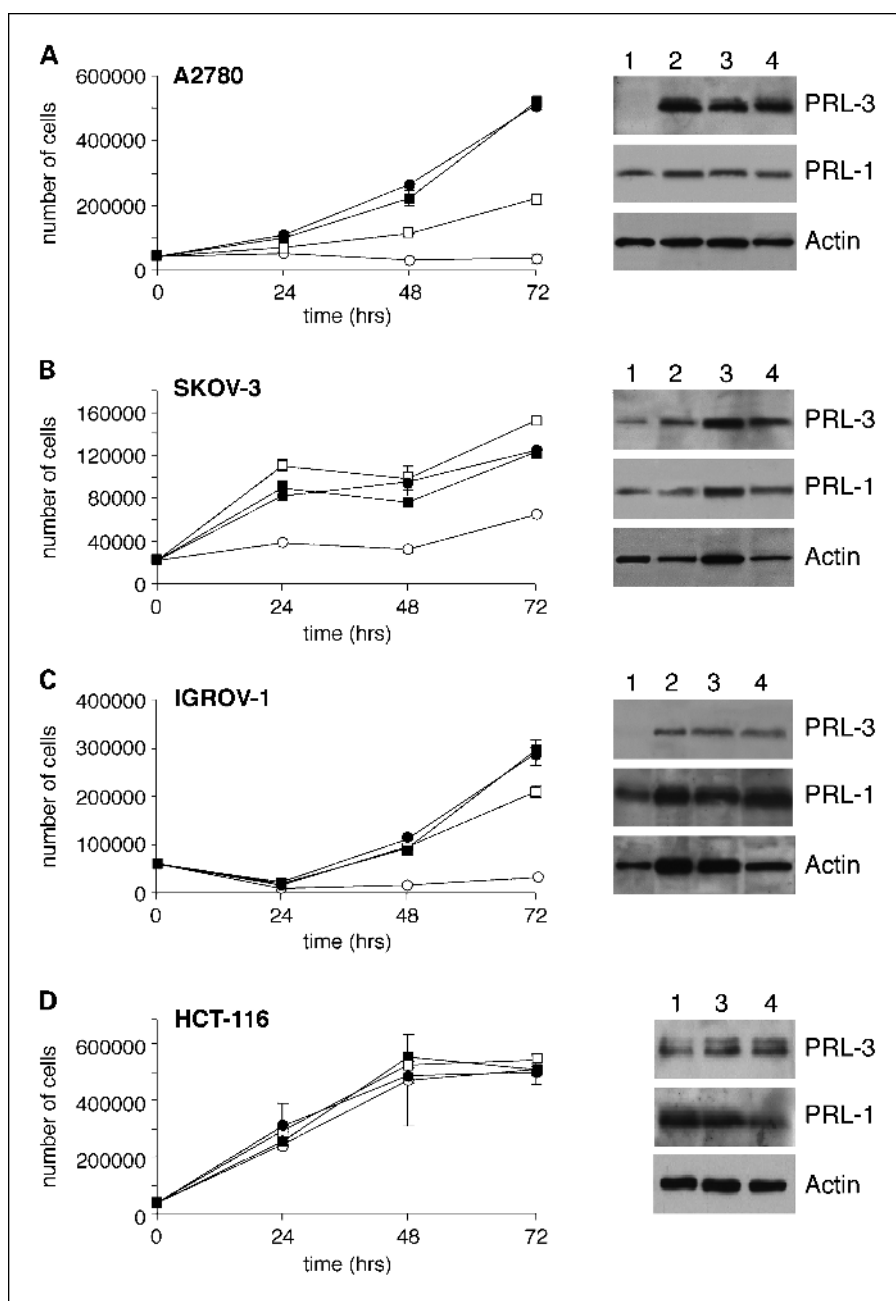 A
A2780
600000
400000
200000
0
number of cells
0 24 48 72
time (hrs)
1 2 3 4
PRL-3
PRL-1
Actin
B
SKOV-3
160000
120000
80000
40000
0
number of cells
0 24 48 72
time (hrs)
1 2 3 4
PRL-3
PRL-1
Actin
C
IGROV-1
400000
300000
200000
100000
0
number of cells
0 24 48 72
time (hrs)
1 2 3 4
PRL-3
PRL-1
Actin
D
HCT-116
600000
400000
200000
0
number of cells
0 24 48 72
time (hrs)
1 3 4
PRL-3
PRL-1
Actin